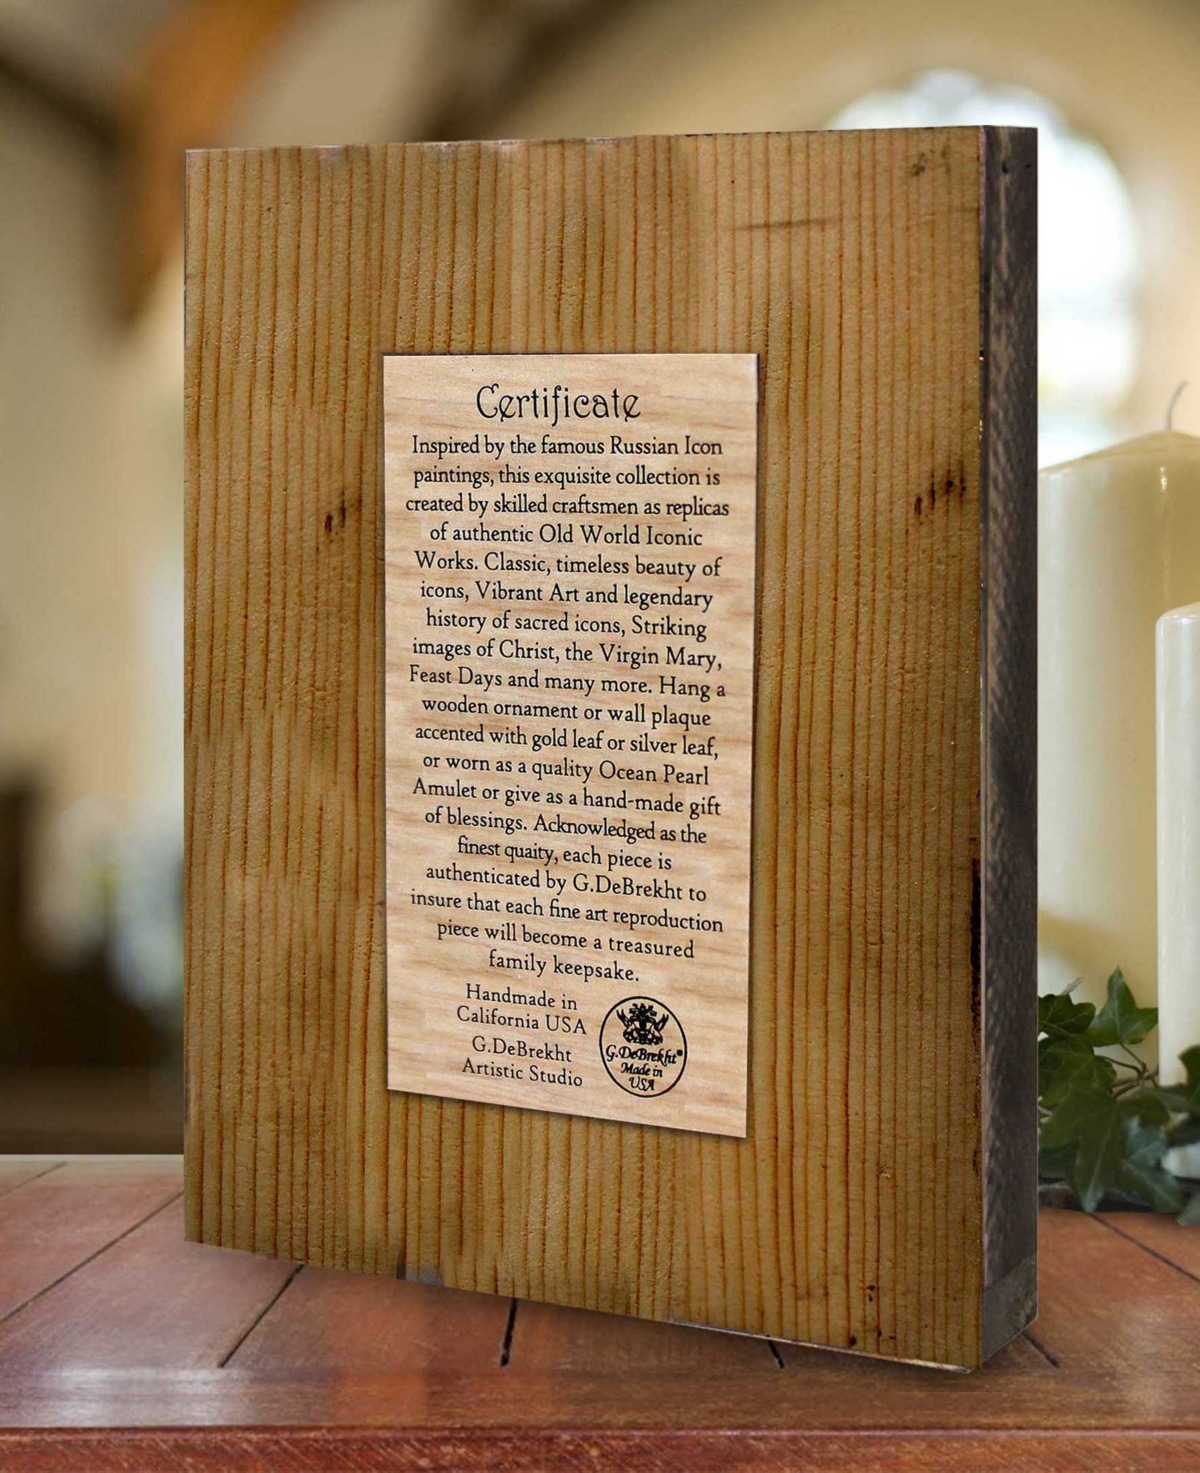 Certificate
Inspired by the famous Russian Icon
paintings, this exquisite collection is
created by skilled craftsmen as replicas
of authentic Old World Iconic
Works. Classic, timeless beauty of
icons, Vibrant Art and legendary
history of sacred icons, Striking
images of Christ, the Virgin Mary,
Feast Days and many more. Hang a
wooden ornament or wall plaque
accented with gold leaf or silver leaf,
or worn as a quality Ocean Pearl
Amulet or give as a hand-made gift
of blessings. Acknowledged as the
finest quaity, each piece is
authenticated by G.DeBrekht to
insure that each fine art reproduction
piece will become a treasured
family keepsake.
Handmade in
California USA
G.DeBrekht
Artistic Studio
G.DeBrekht®
Made in
USA